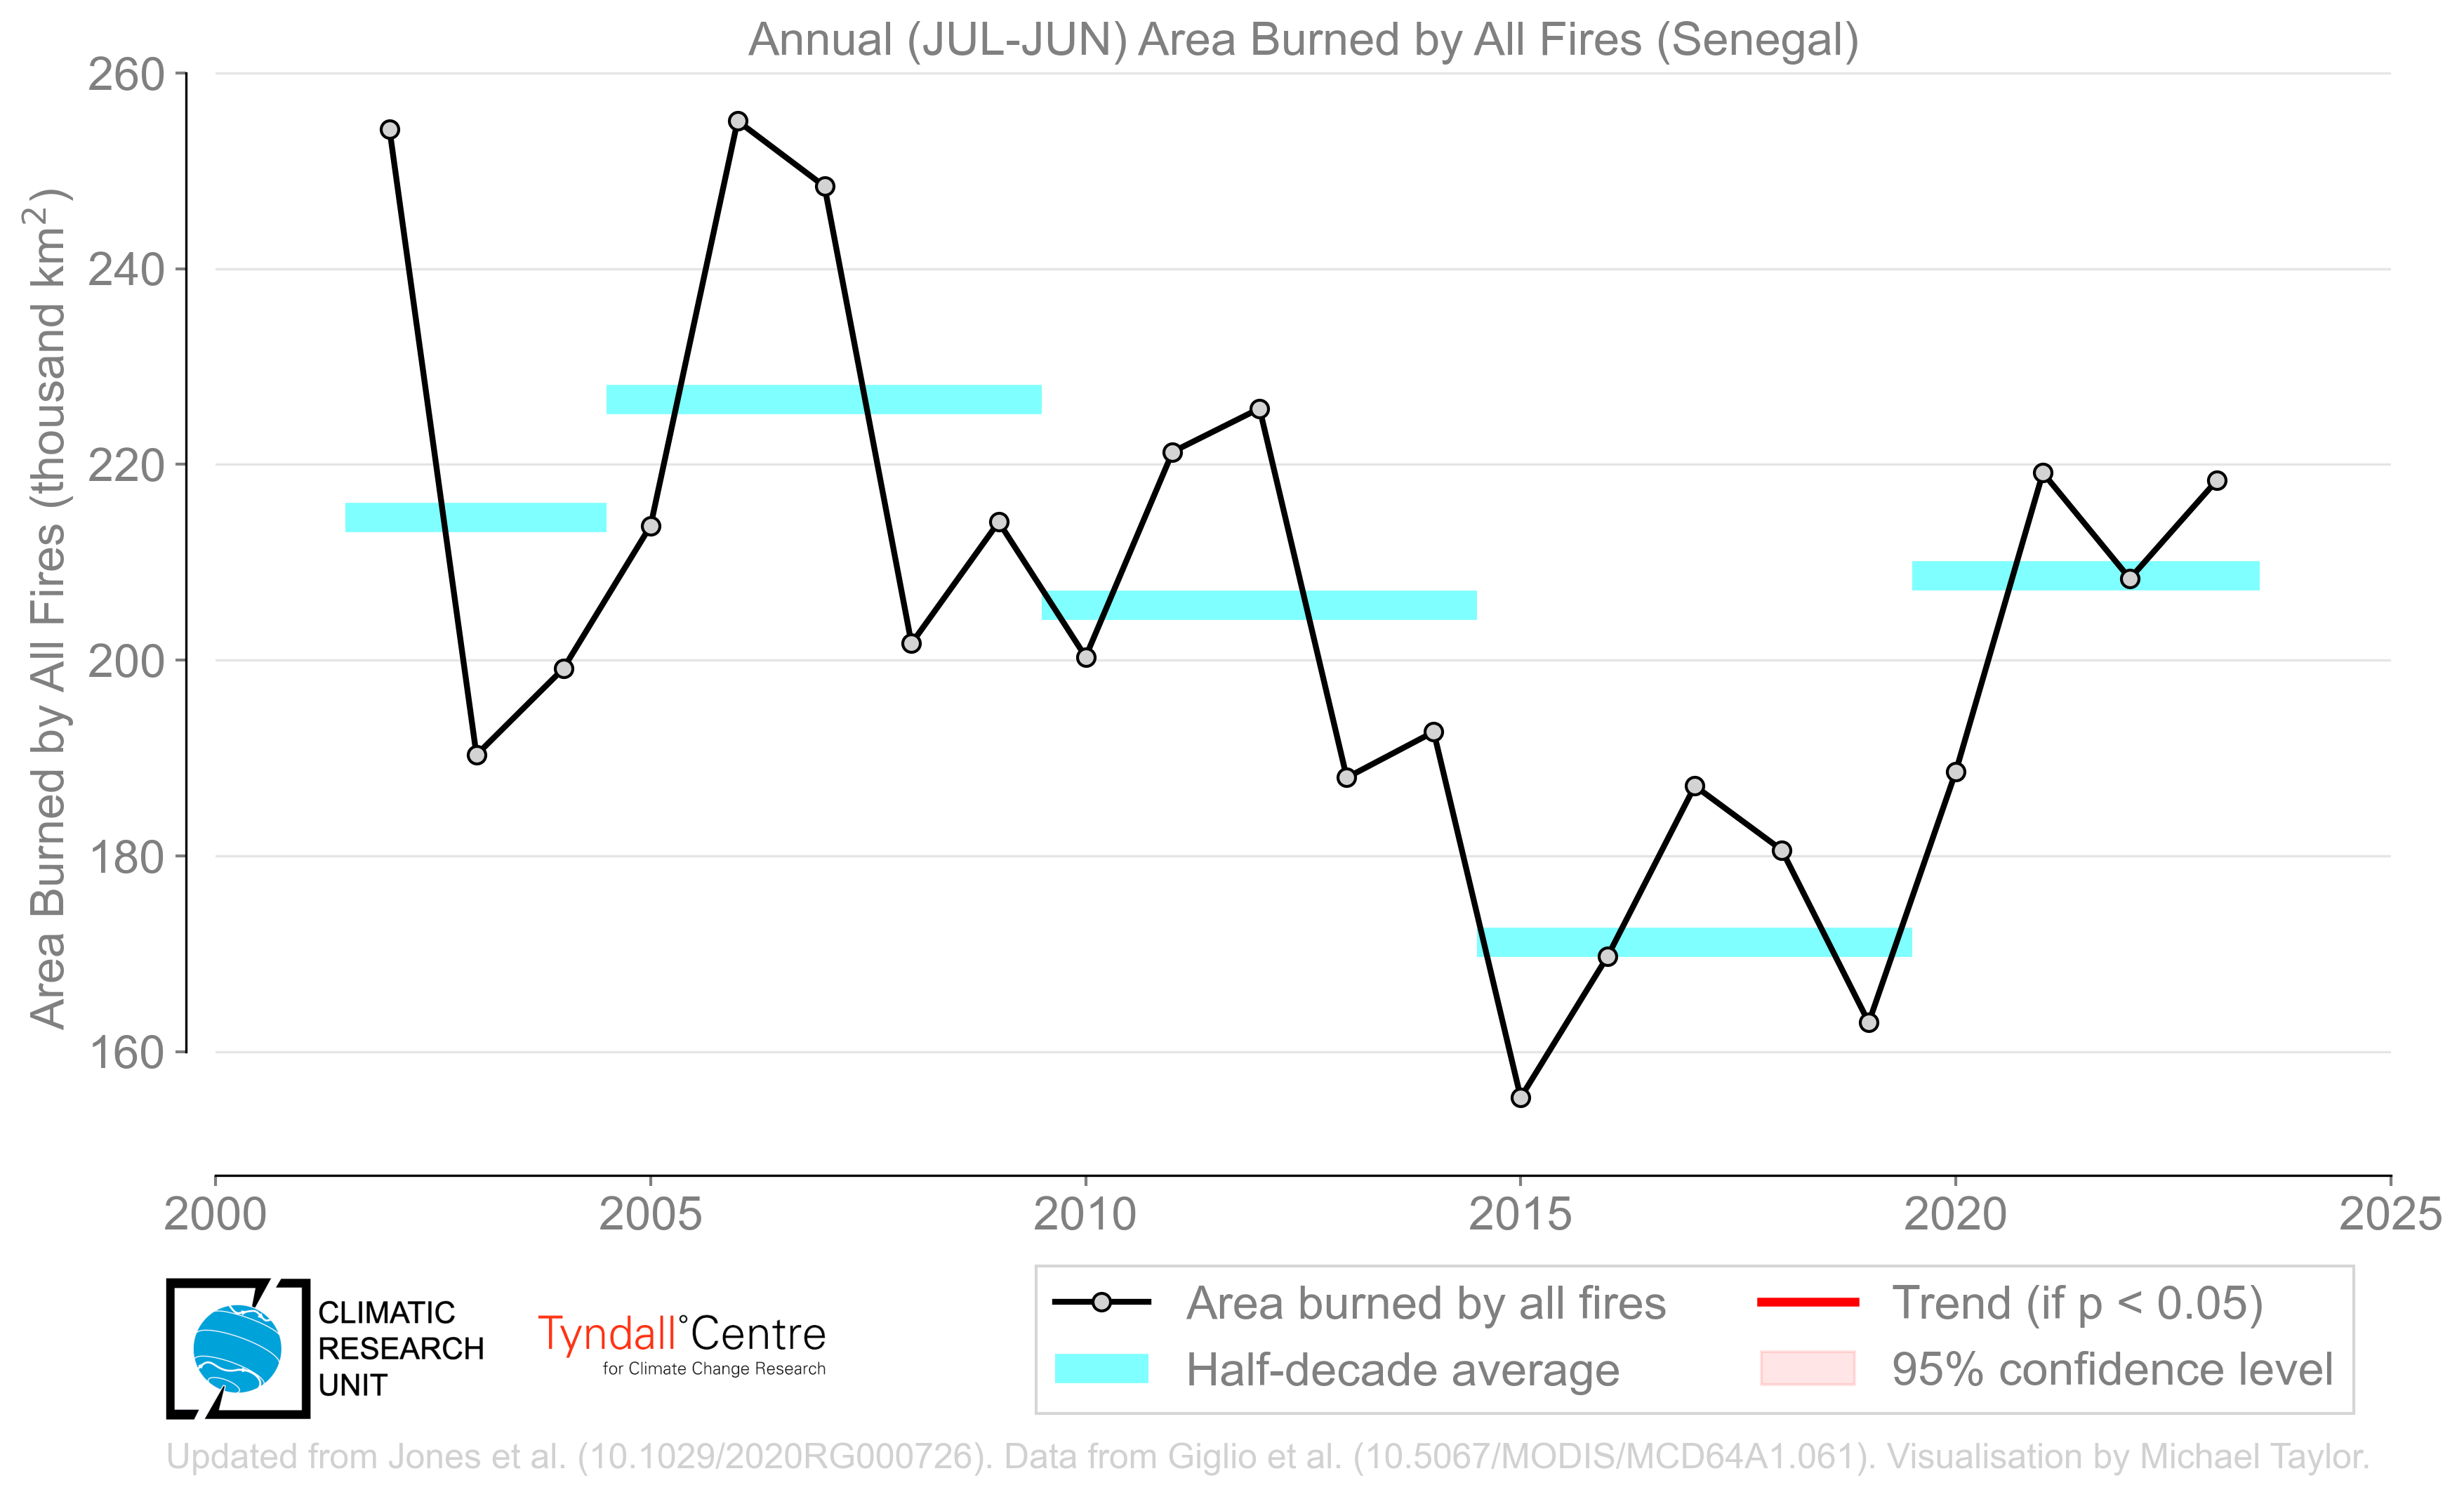 Annual (JUL-JUN) Area Burned by All Fires (Senegal)
Area Burned by All Fires (thousand km²)
260
240
220
200
180
160
2000
2005
2010
2015
2020
2025
CLIMATIC
RESEARCH
UNIT
Tyndall°Centre
for Climate Change Research
Area burned by all fires
Half-decade average
Trend (if p < 0.05)
95% confidence level
Updated from Jones et al. (10.1029/2020RG000726). Data from Giglio et al. (10.5067/MODIS/MCD64A1.061). Visualisation by Michael Taylor.